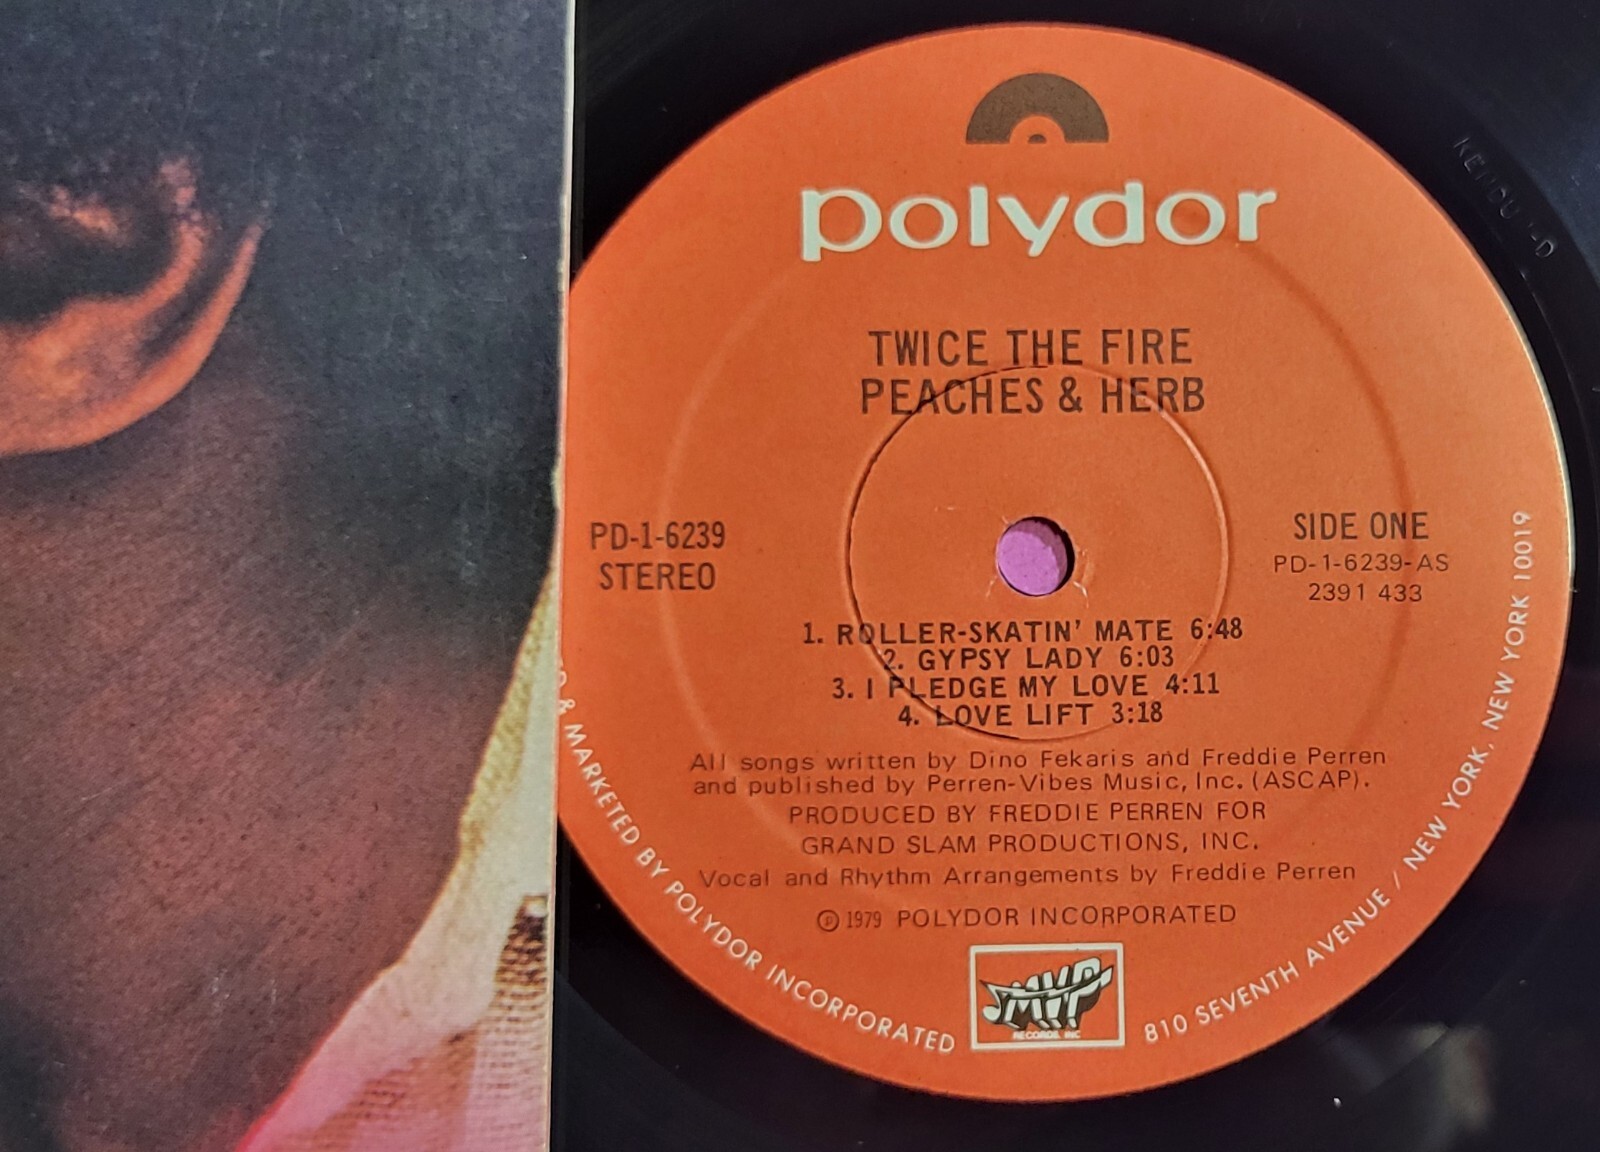 polydor
TWICE THE FIRE
PEACHES & HERB
PD-1-6239
STEREO
SIDE ONE
PD-1-6239-AS
2391 433
1. ROLLER-SKATIN' MATE 6:48
2. GYPSY LADY 6:03
3. I PLEDGE MY LOVE 4:11
4. LOVE LIFT 3:18
All songs written by Dino Fekaris and Freddie Perren
and published by Perren-Vibes Music, Inc. (ASCAP).
PRODUCED BY FREDDIE PERREN FOR
GRAND SLAM PRODUCTIONS, INC.
Vocal and Rhythm Arrangements by Freddie Perren
℗ 1979 POLYDOR INCORPORATED
MVP
RECORDS, INC
& MARKETED BY POLYDOR INCORPORATED
810 SEVENTH AVENUE / NEW YORK, NEW YORK 10019